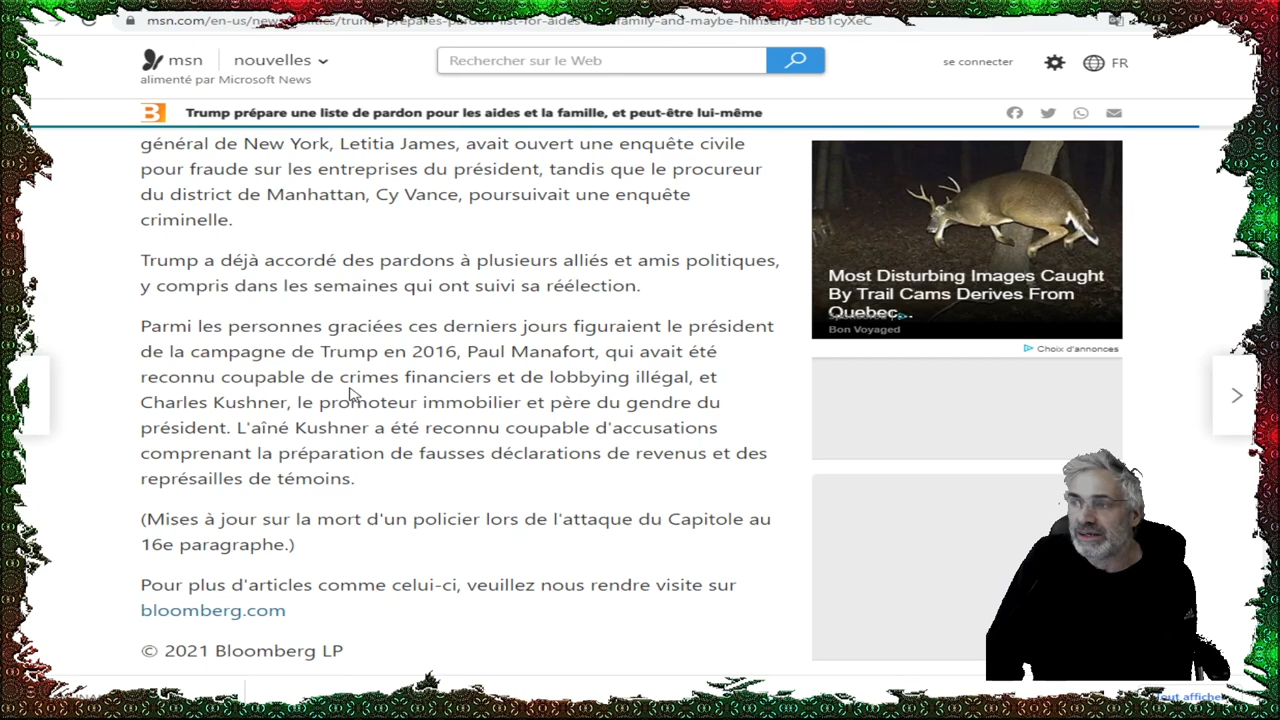 msn.com/en-us/news/politics/trump-prepares-pardon-list-for-aides-and-family-and-maybe-himself/ar-BB1cyXeC
msn
nouvelles
Rechercher sur le Web
se connecter
FR
alimenté par Microsoft News
Trump prépare une liste de pardon pour les aides et la famille, et peut-être lui-même
général de New York, Letitia James, avait ouvert une enquête civile
pour fraude sur les entreprises du président, tandis que le procureur
du district de Manhattan, Cy Vance, poursuivait une enquête
criminelle.
Trump a déjà accordé des pardons à plusieurs alliés et amis politiques,
y compris dans les semaines qui ont suivi sa réélection.
Parmi les personnes graciées ces derniers jours figuraient le président
de la campagne de Trump en 2016, Paul Manafort, qui avait été
reconnu coupable de crimes financiers et de lobbying illégal, et
Charles Kushner, le promoteur immobilier et père du gendre du
président. L'aîné Kushner a été reconnu coupable d'accusations
comprenant la préparation de fausses déclarations de revenus et des
représailles de témoins.
(Mises à jour sur la mort d'un policier lors de l'attaque du Capitole au
16e paragraphe.)
Pour plus d'articles comme celui-ci, veuillez nous rendre visite sur
bloomberg.com
© 2021 Bloomberg LP
Most Disturbing Images Caught
By Trail Cams Derives From
Quebec...
Bon Voyaged
Choix d'annonces
Tout afficher